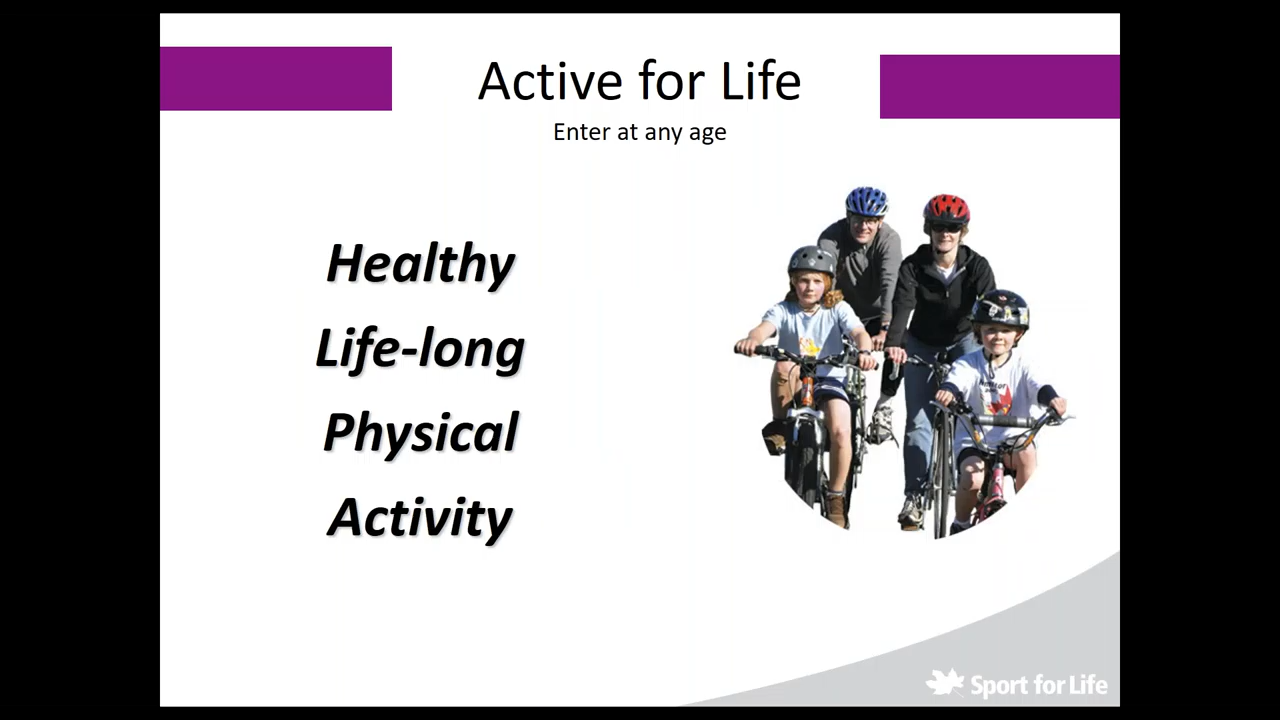 Active for Life
Enter at any age
Healthy
Life-long
Physical
Activity
Sport for Life